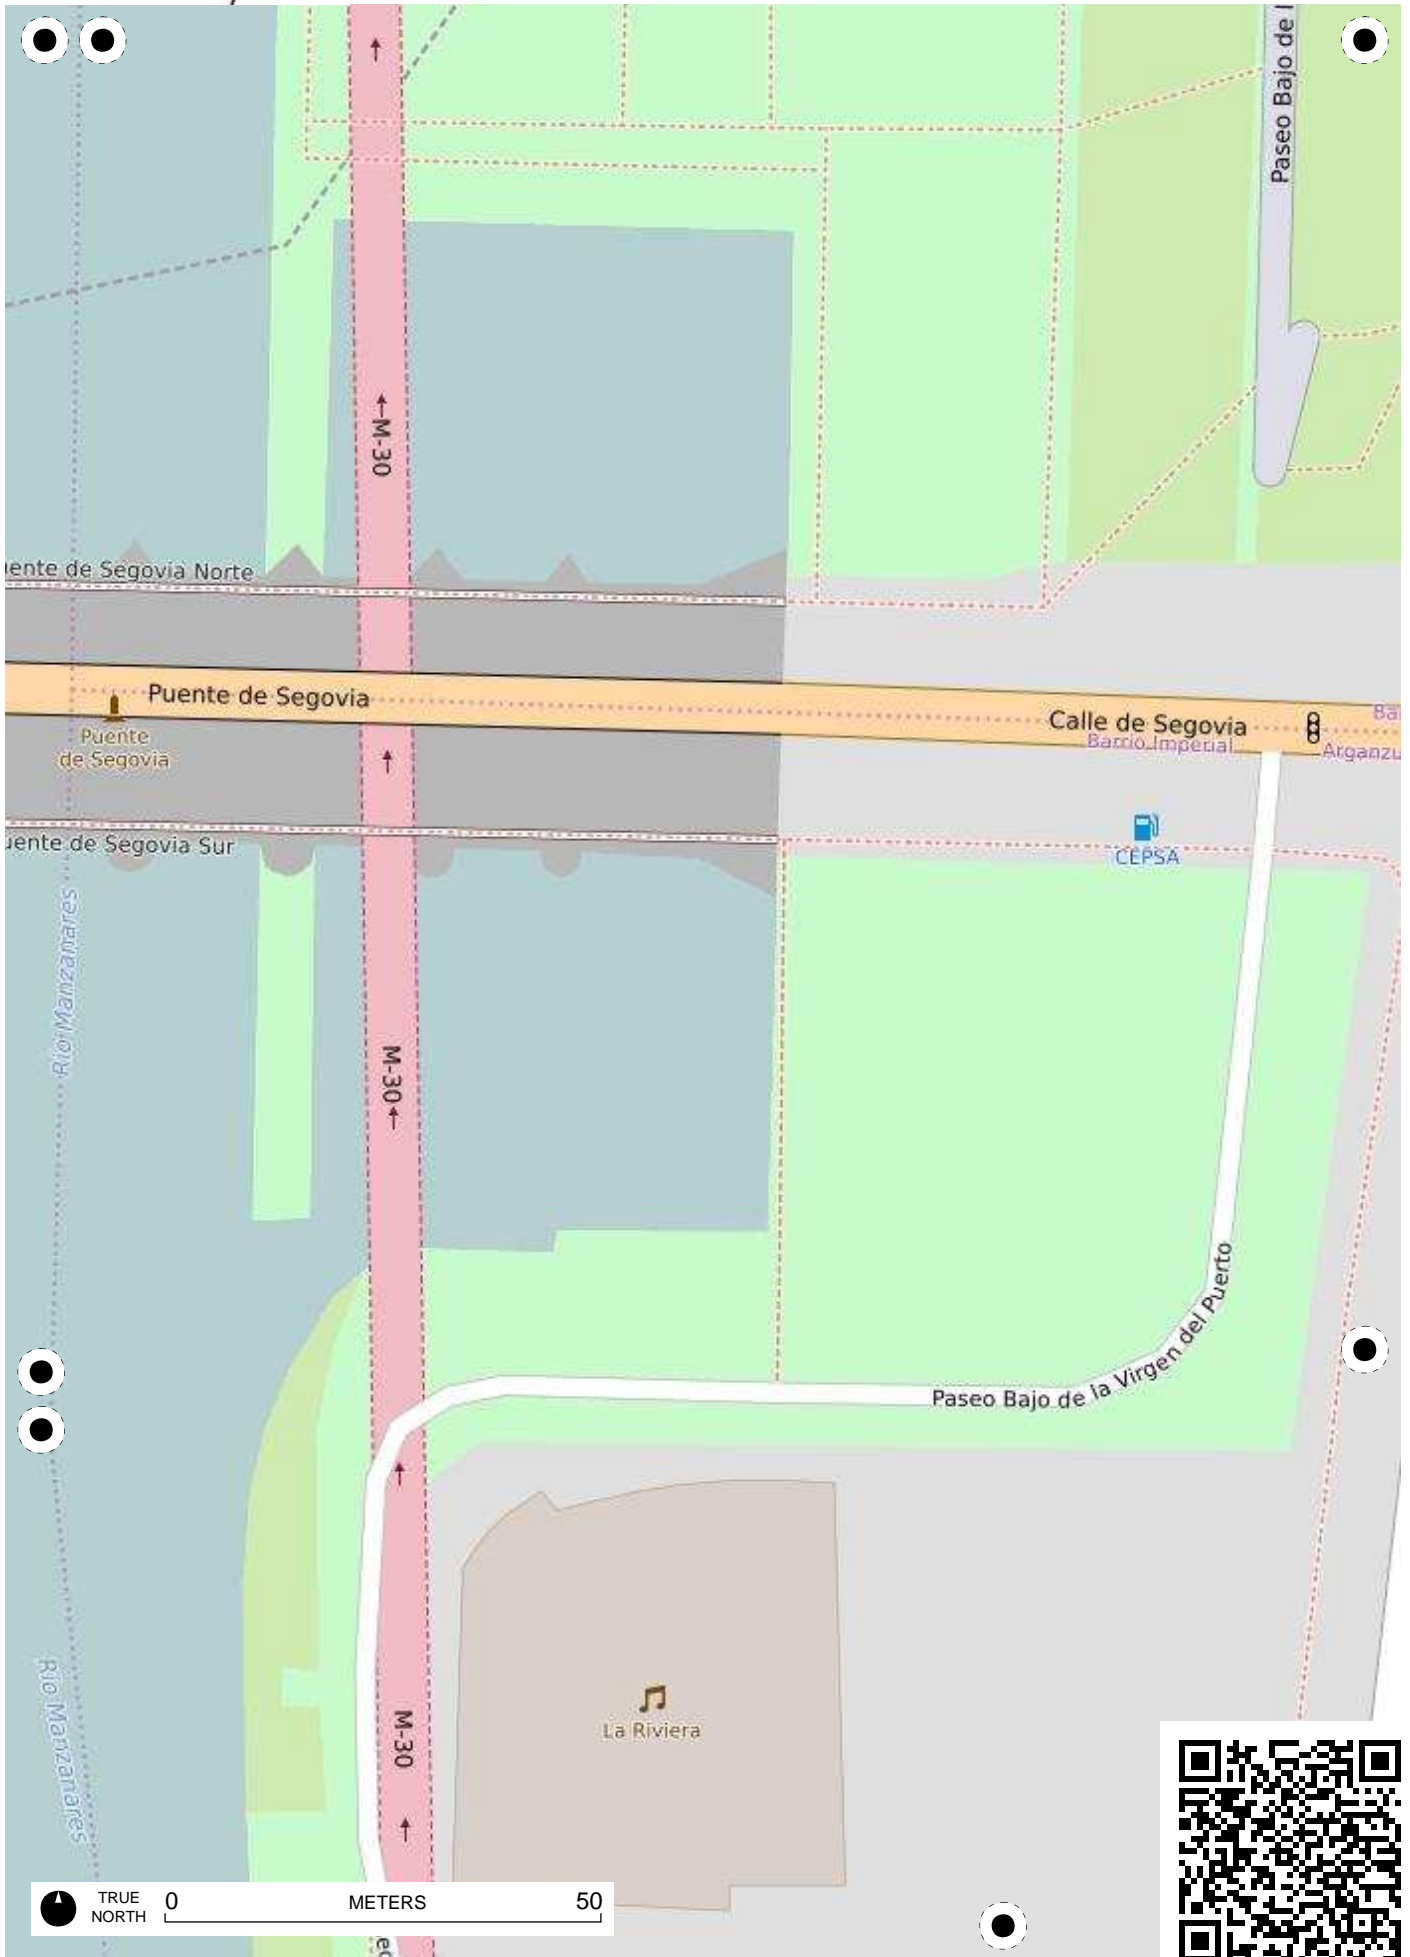 Paseo Bajo de l
←M-30
uente de Segovia Norte
Puente de Segovia
Calle de Segovia
Barrio Imperial
Arganzu
Puente
de Segovia
uente de Segovia Sur
CEPSA
Río Manzanares
M-30←
Paseo Bajo de la Virgen del Puerto
La Riviera
Río Manzanares
M-30
TRUE
NORTH
0 METERS 50